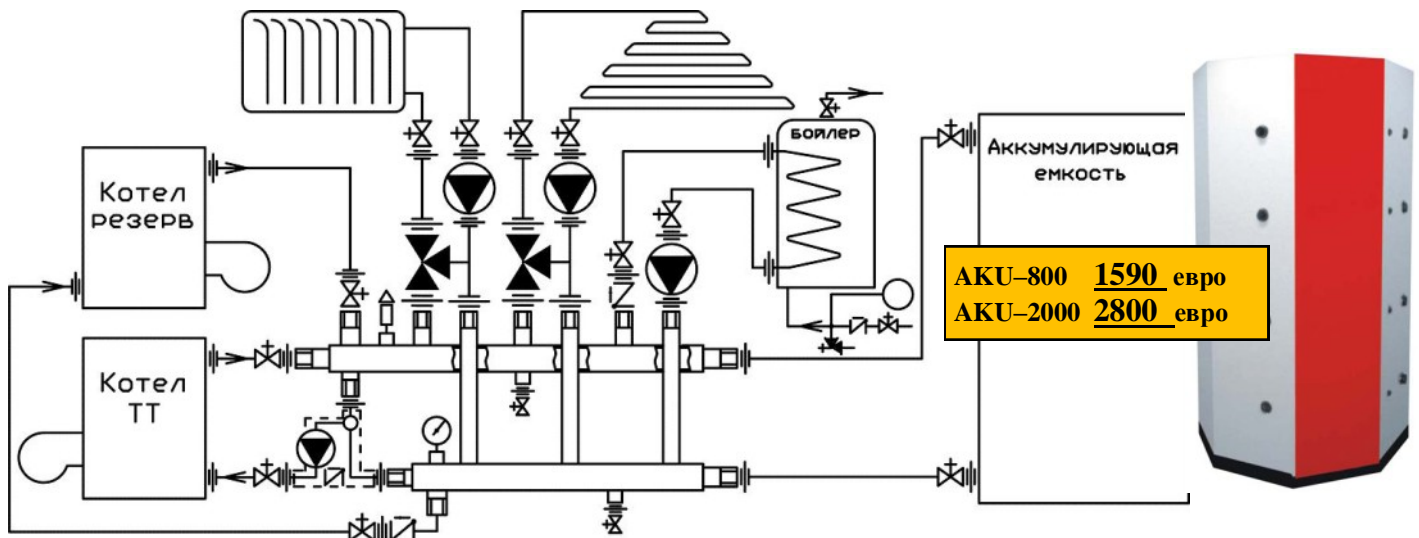 Котел
резерв
Котел
ТТ
БОЙЛЕР
Аккумулирующая
емкость
AKU–800 1590 евро
AKU–2000 2800 евро